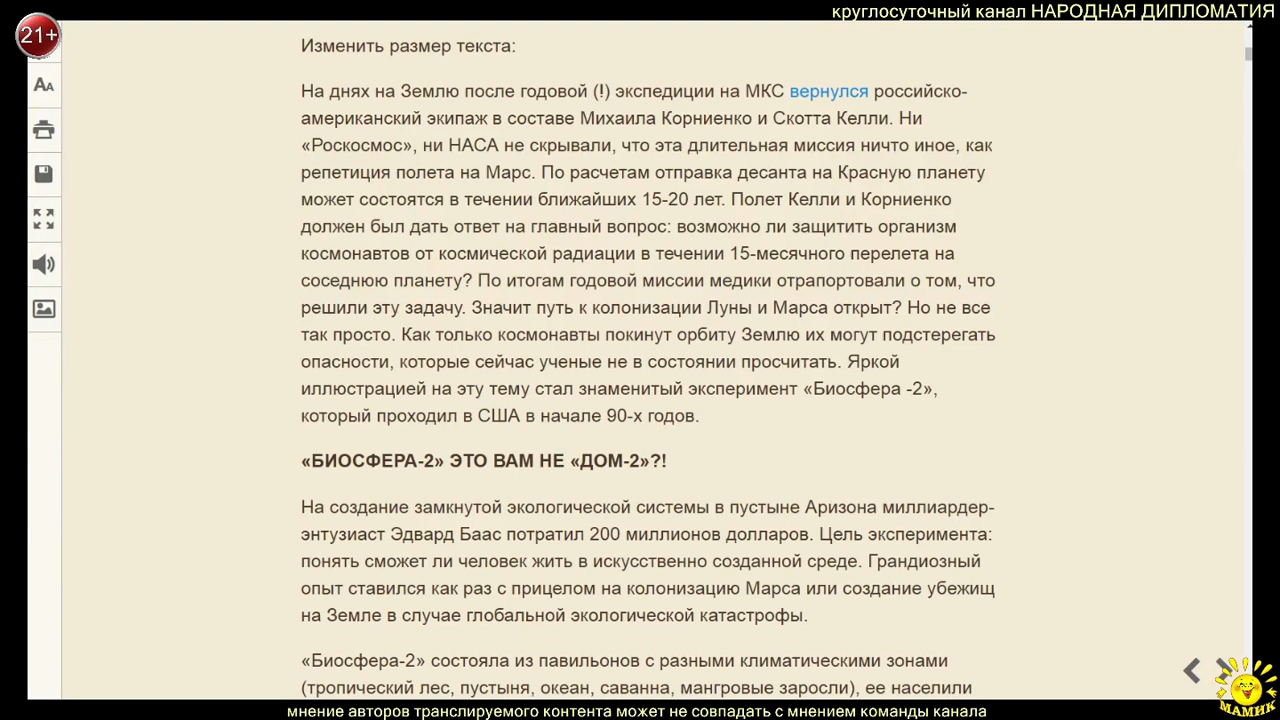 круглосуточный канал НАРОДНАЯ ДИПЛОМАТИЯ
21+
Изменить размер текста:
AA
На днях на Землю после годовой (!) экспедиции на МКС вернулся российско-
американский экипаж в составе Михаила Корниенко и Скотта Келли. Ни
«Роскосмос», ни НАСА не скрывали, что эта длительная миссия ничто иное, как
репетиция полета на Марс. По расчетам отправка десанта на Красную планету
может состоятся в течении ближайших 15-20 лет. Полет Келли и Корниенко
должен был дать ответ на главный вопрос: возможно ли защитить организм
космонавтов от космической радиации в течении 15-месячного перелета на
соседнюю планету? По итогам годовой миссии медики отрапортовали о том, что
решили эту задачу. Значит путь к колонизации Луны и Марса открыт? Но не все
так просто. Как только космонавты покинут орбиту Землю их могут подстерегать
опасности, которые сейчас ученые не в состоянии просчитать. Яркой
иллюстрацией на эту тему стал знаменитый эксперимент «Биосфера -2»,
который проходил в США в начале 90-х годов.
«БИОСФЕРА-2» ЭТО ВАМ НЕ «ДОМ-2»?!
На создание замкнутой экологической системы в пустыне Аризона миллиардер-
энтузиаст Эдвард Баас потратил 200 миллионов долларов. Цель эксперимента:
понять сможет ли человек жить в искусственно созданной среде. Грандиозный
опыт ставился как раз с прицелом на колонизацию Марса или создание убежищ
на Земле в случае глобальной экологической катастрофы.
«Биосфера-2» состояла из павильонов с разными климатическими зонами
(тропический лес, пустыня, океан, саванна, мангровые заросли), ее населили
МАМИК
мнение авторов транслируемого контента может не совпадать с мнением команды канала